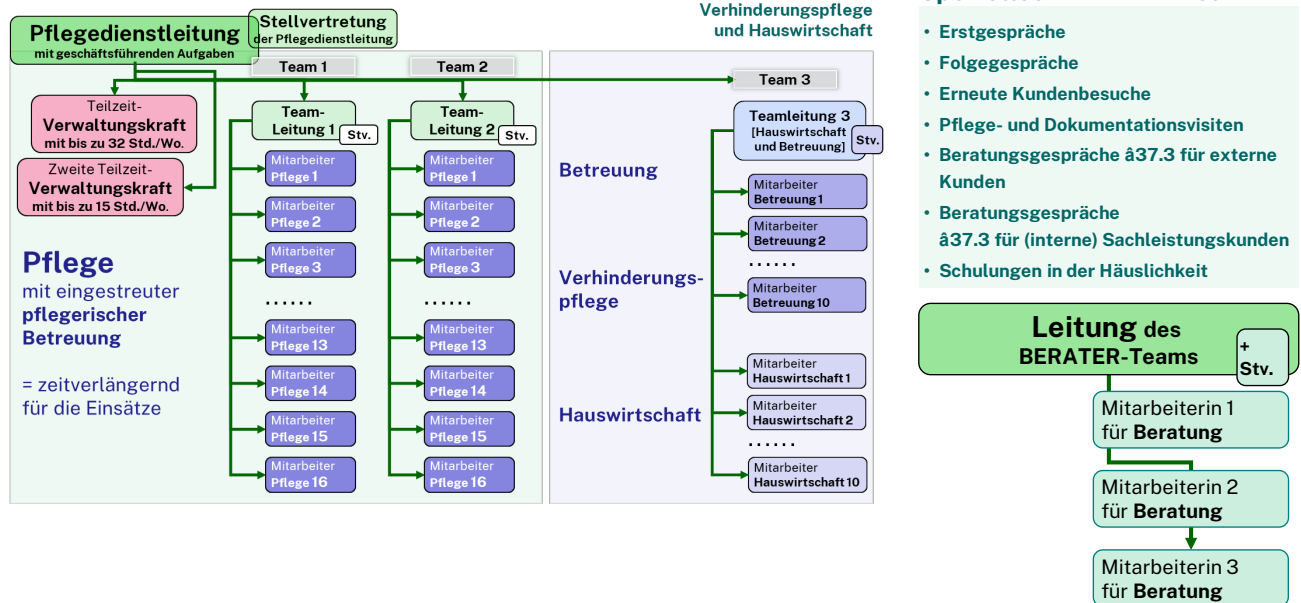 Verhinderungspflege
und Hauswirtschaft
Pflegedienstleitung
mit geschäftsführenden Aufgaben
Stellvertretung
der Pflegedienstleitung
Teilzeit-
Verwaltungskraft
mit bis zu 32 Std./Wo.
Zweite Teilzeit-
Verwaltungskraft
mit bis zu 15 Std./Wo.
Pflege
mit eingestreuter
pflegerischer
Betreuung
= zeitverlängernd
für die Einsätze
Team 1
Team-
Leitung 1
Stv.
Mitarbeiter
Pflege 1
Mitarbeiter
Pflege 2
Mitarbeiter
Pflege 3
......
Mitarbeiter
Pflege 13
Mitarbeiter
Pflege 14
Mitarbeiter
Pflege 15
Mitarbeiter
Pflege 16
Team 2
Team-
Leitung 2
Stv.
Mitarbeiter
Pflege 1
Mitarbeiter
Pflege 2
Mitarbeiter
Pflege 3
......
Mitarbeiter
Pflege 13
Mitarbeiter
Pflege 14
Mitarbeiter
Pflege 15
Mitarbeiter
Pflege 16
Betreuung
Verhinderungs-
pflege
Hauswirtschaft
Team 3
Teamleitung 3
[Hauswirtschaft
und Betreuung]
Stv.
Mitarbeiter
Betreuung 1
Mitarbeiter
Betreuung 2
......
Mitarbeiter
Betreuung 10
Mitarbeiter
Hauswirtschaft 1
Mitarbeiter
Hauswirtschaft 2
......
Mitarbeiter
Hauswirtschaft 10
• Erstgespräche
• Folgegespräche
• Erneute Kundenbesuche
• Pflege- und Dokumentationsvisiten
• Beratungsgespräche â37.3 für externe
Kunden
• Beratungsgespräche
â37.3 für (interne) Sachleistungskunden
• Schulungen in der Häuslichkeit
Leitung des
BERATER-Teams
+
Stv.
Mitarbeiterin 1
für Beratung
Mitarbeiterin 2
für Beratung
Mitarbeiterin 3
für Beratung